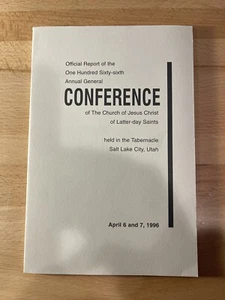 Official Report of the
One Hundred Sixty-sixth
Annual General
CONFERENCE
of The Church of Jesus Christ
of Latter-day Saints
held in the Tabernacle
Salt Lake City, Utah
April 6 and 7, 1996